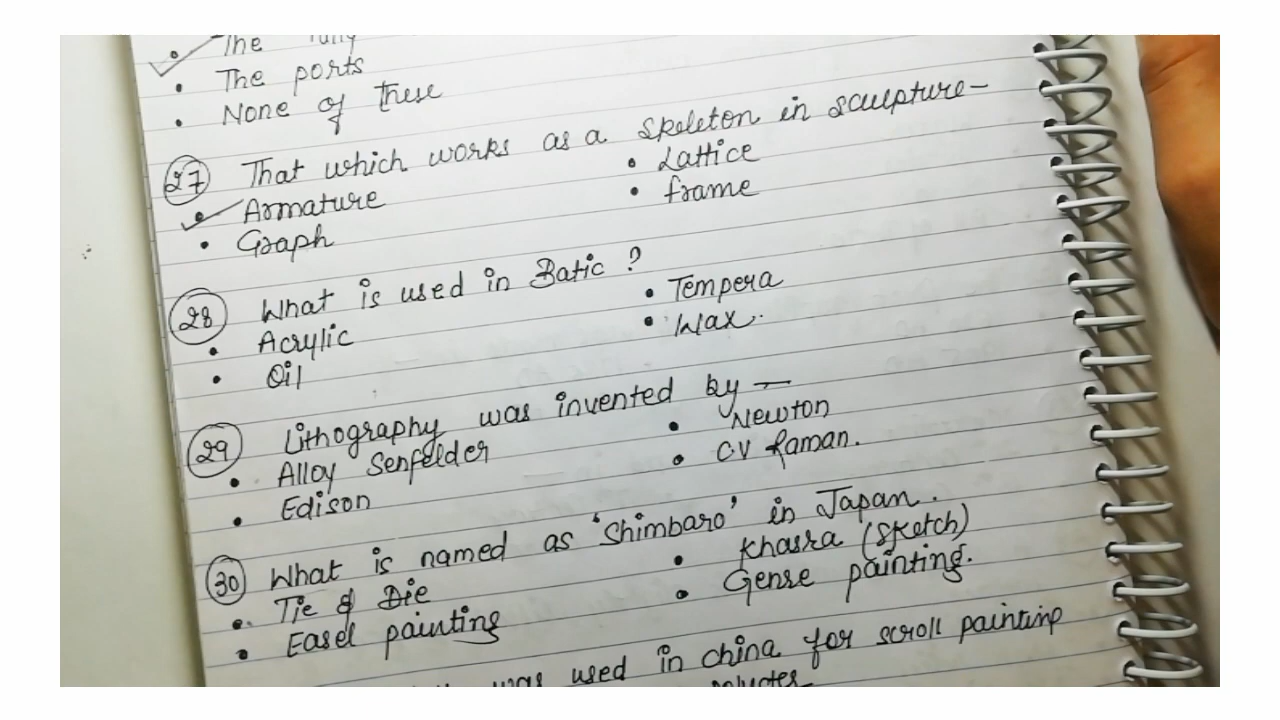 The
The ports
None of These
27 That which works as a skeleton in sculpture-
Armature
Lattice
Graph
frame
28 What is used in Batic ?
Acrylic
Tempera
Oil
Wax.
29 Lithography was invented by —
Alloy Senfelder
Newton
Edison
CV Raman.
30 What is named as 'Shimbaro' in Japan.
Tie & Die
Khasra (Sketch)
Easel painting
Genre painting.
was used in china for scroll painting